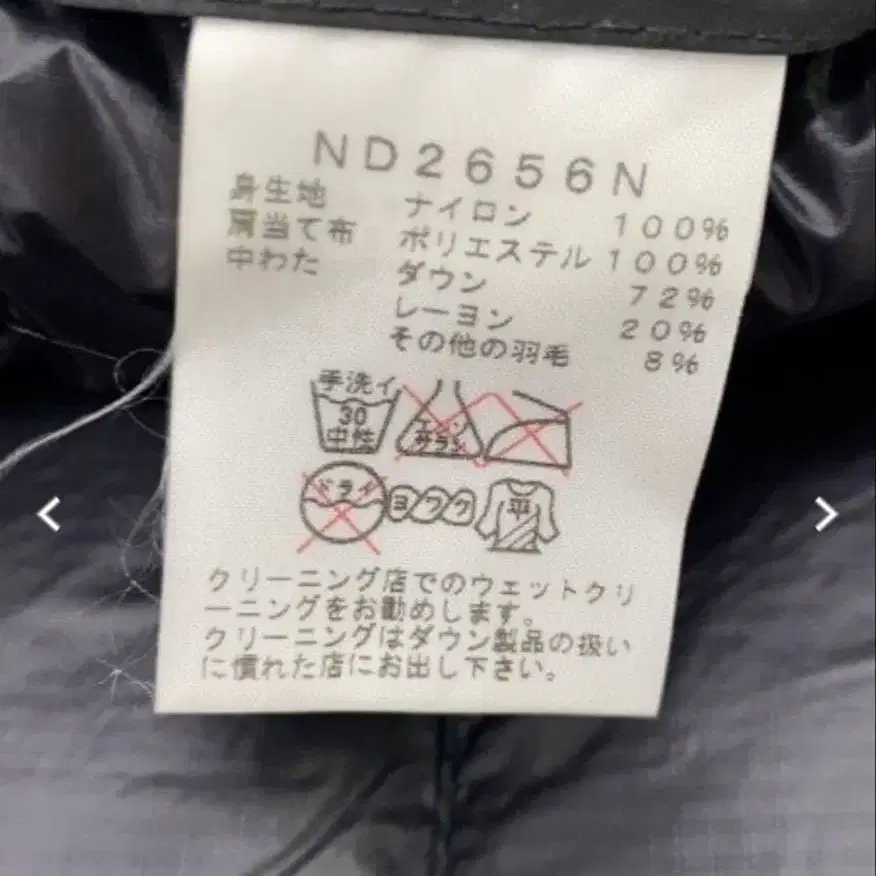 ND2656N
身生地 ナイロン 100%
肩当て布 ポリエステル 100%
中わた ダウン 72%
レーヨン 20%
その他の羽毛 8%
手洗イ
30
中性
エンソ
サラシ
ドライ
ヨワク
平
クリーニング店でのウェットクリ
ーニングをお勧めします。
クリーニングはダウン製品の扱い
に慣れた店にお出し下さい。